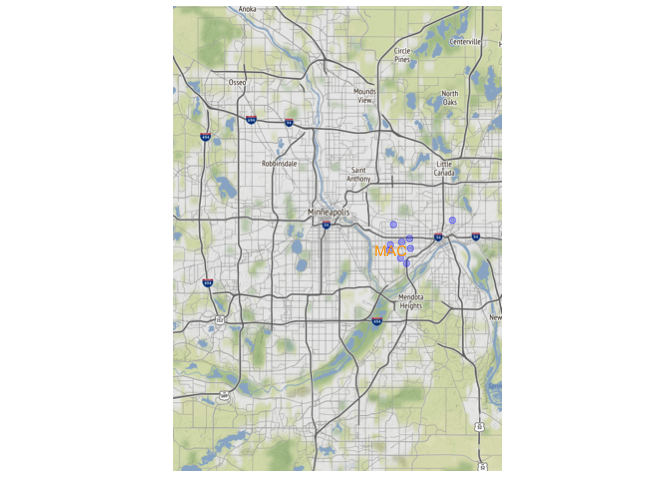 Anoka
Circle
Pines
Centerville
Osseo
Mounds
View
North
Oaks
Robbinsdale
Saint
Anthony
Little
Canada
Minneapolis
MAC
Mendota
Heights
New